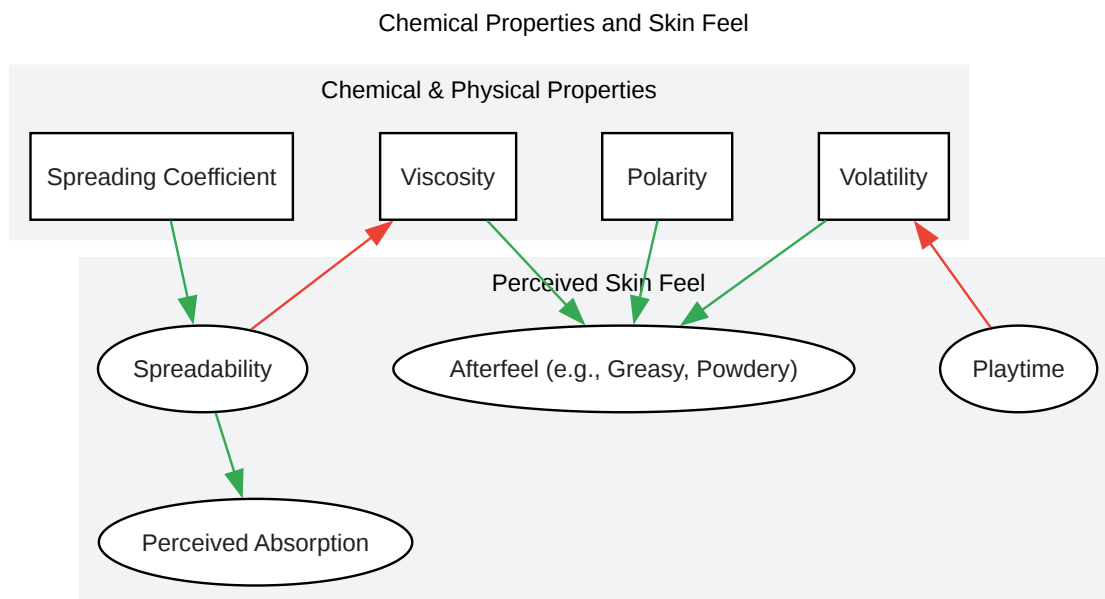 Chemical Properties and Skin Feel
Chemical & Physical Properties
Spreading Coefficient
Viscosity
Polarity
Volatility
Perceived Skin Feel
Spreadability
Afterfeel (e.g., Greasy, Powdery)
Playtime
Perceived Absorption